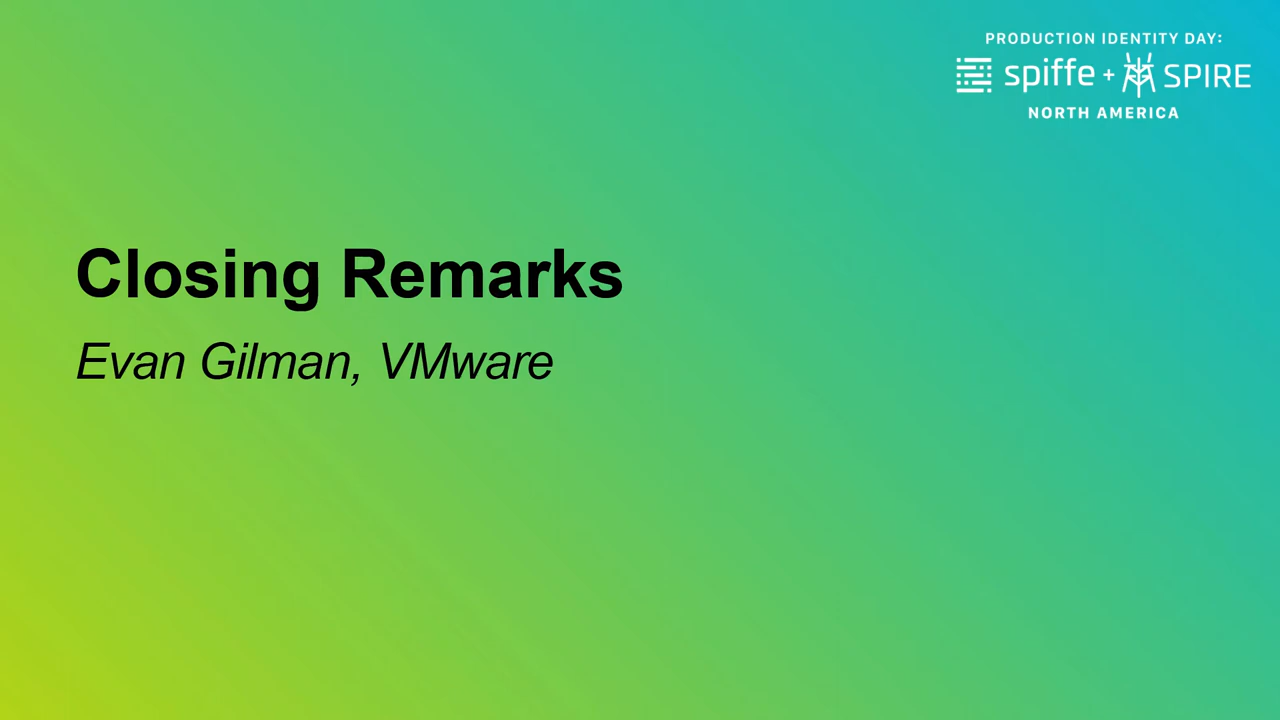 PRODUCTION IDENTITY DAY:
spiffe + SPIRE
NORTH AMERICA
Closing Remarks
Evan Gilman, VMware